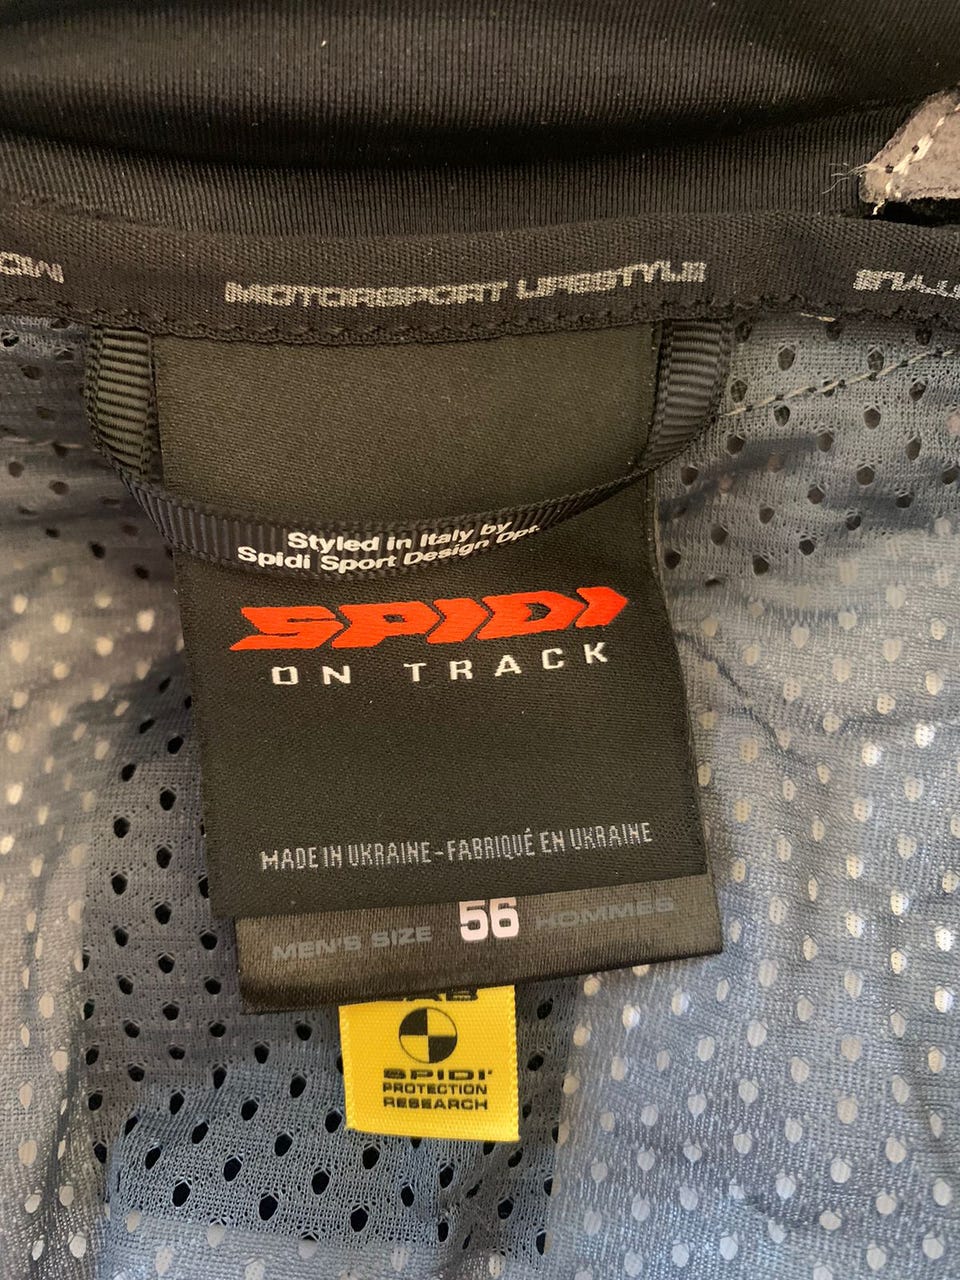 MOTORSPORT LIFESTYLE
Styled in Italy by
Spidi Sport Design Dpt.
SPIDI
ON TRACK
MADE IN UKRAINE-FABRIQUÉ EN UKRAINE
MEN'S SIZE 56 HOMMES
SPIDI'
PROTECTION
RESEARCH